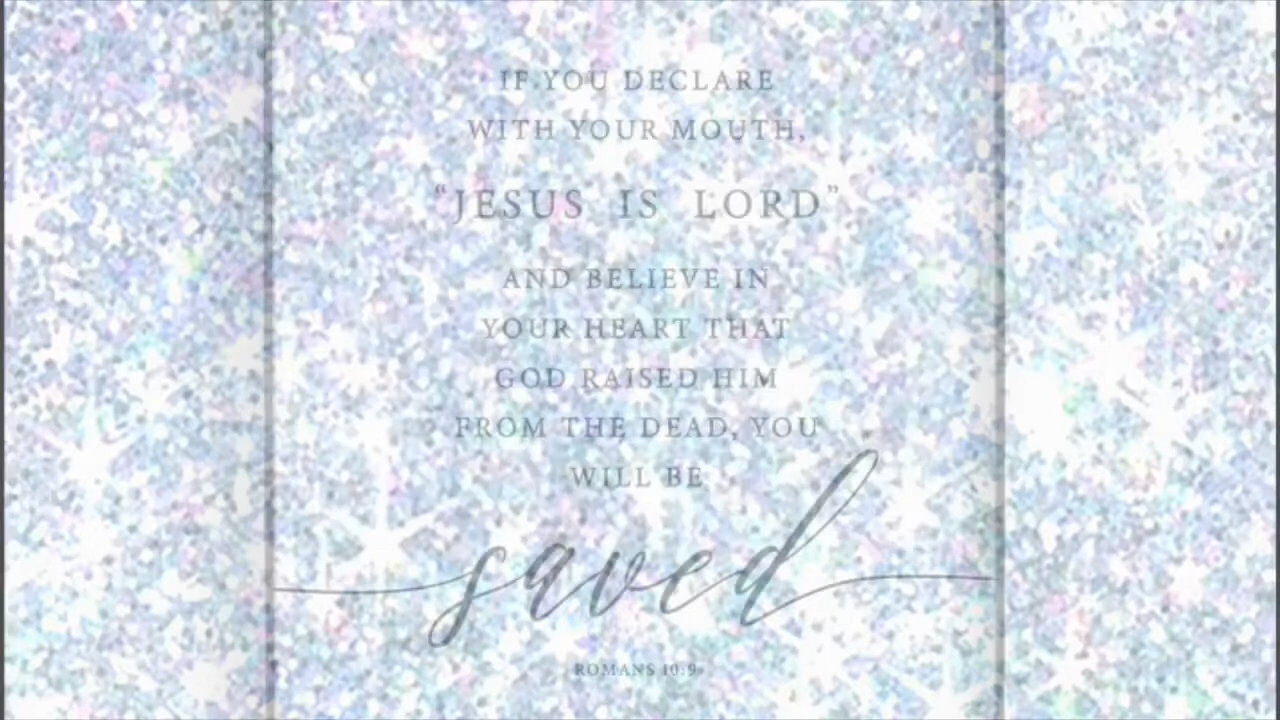 IF YOU DECLARE
WITH YOUR MOUTH,
“JESUS IS LORD”
AND BELIEVE IN
YOUR HEART THAT
GOD RAISED HIM
FROM THE DEAD, YOU
WILL BE
saved
ROMANS 10:9